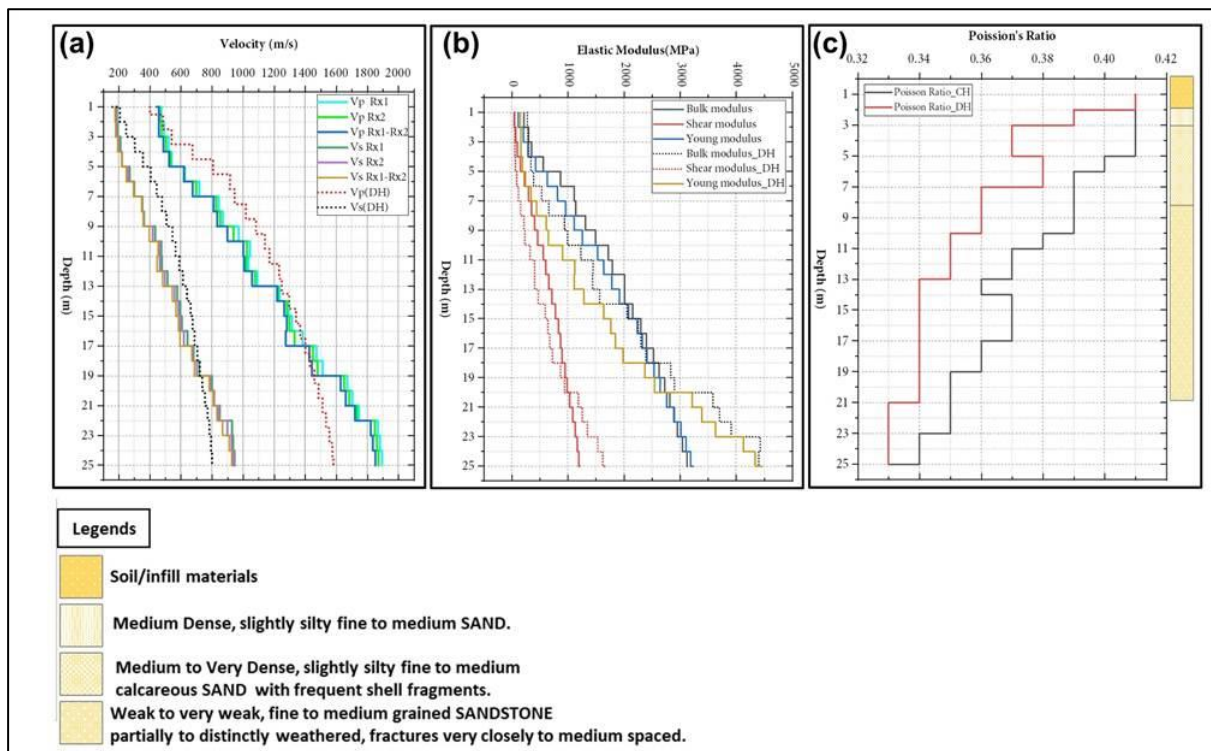 (a)
Velocity (m/s)
200 400 600 800 1000 1200 1400 1600 1800 2000
1
3
5
7
9
11
13
15
17
19
21
23
25
Depth (m)
Vp Rx1
Vp Rx2
Vp Rx1-Rx2
Vs Rx1
Vs Rx2
Vs Rx1-Rx2
Vp(DH)
Vs(DH)
(b)
Elastic Modulus(MPa)
0 1000 2000 3000 4000 5000
1
3
5
7
9
11
13
15
17
19
21
23
25
Depth (m)
Bulk modulus
Shear modulus
Young modulus
Bulk modulus_DH
Shear modulus_DH
Young modulus_DH
(c)
Poission's Ratio
0.32 0.34 0.36 0.38 0.40 0.42
1
3
5
7
9
11
13
15
17
19
21
23
25
Depth (m)
Poisson Ratio_CH
Poisson Ratio_DH
Legends
Soil/infill materials
Medium Dense, slightly silty fine to medium SAND.
Medium to Very Dense, slightly silty fine to medium
calcareous SAND with frequent shell fragments.
Weak to very weak, fine to medium grained SANDSTONE
partially to distinctly weathered, fractures very closely to medium spaced.